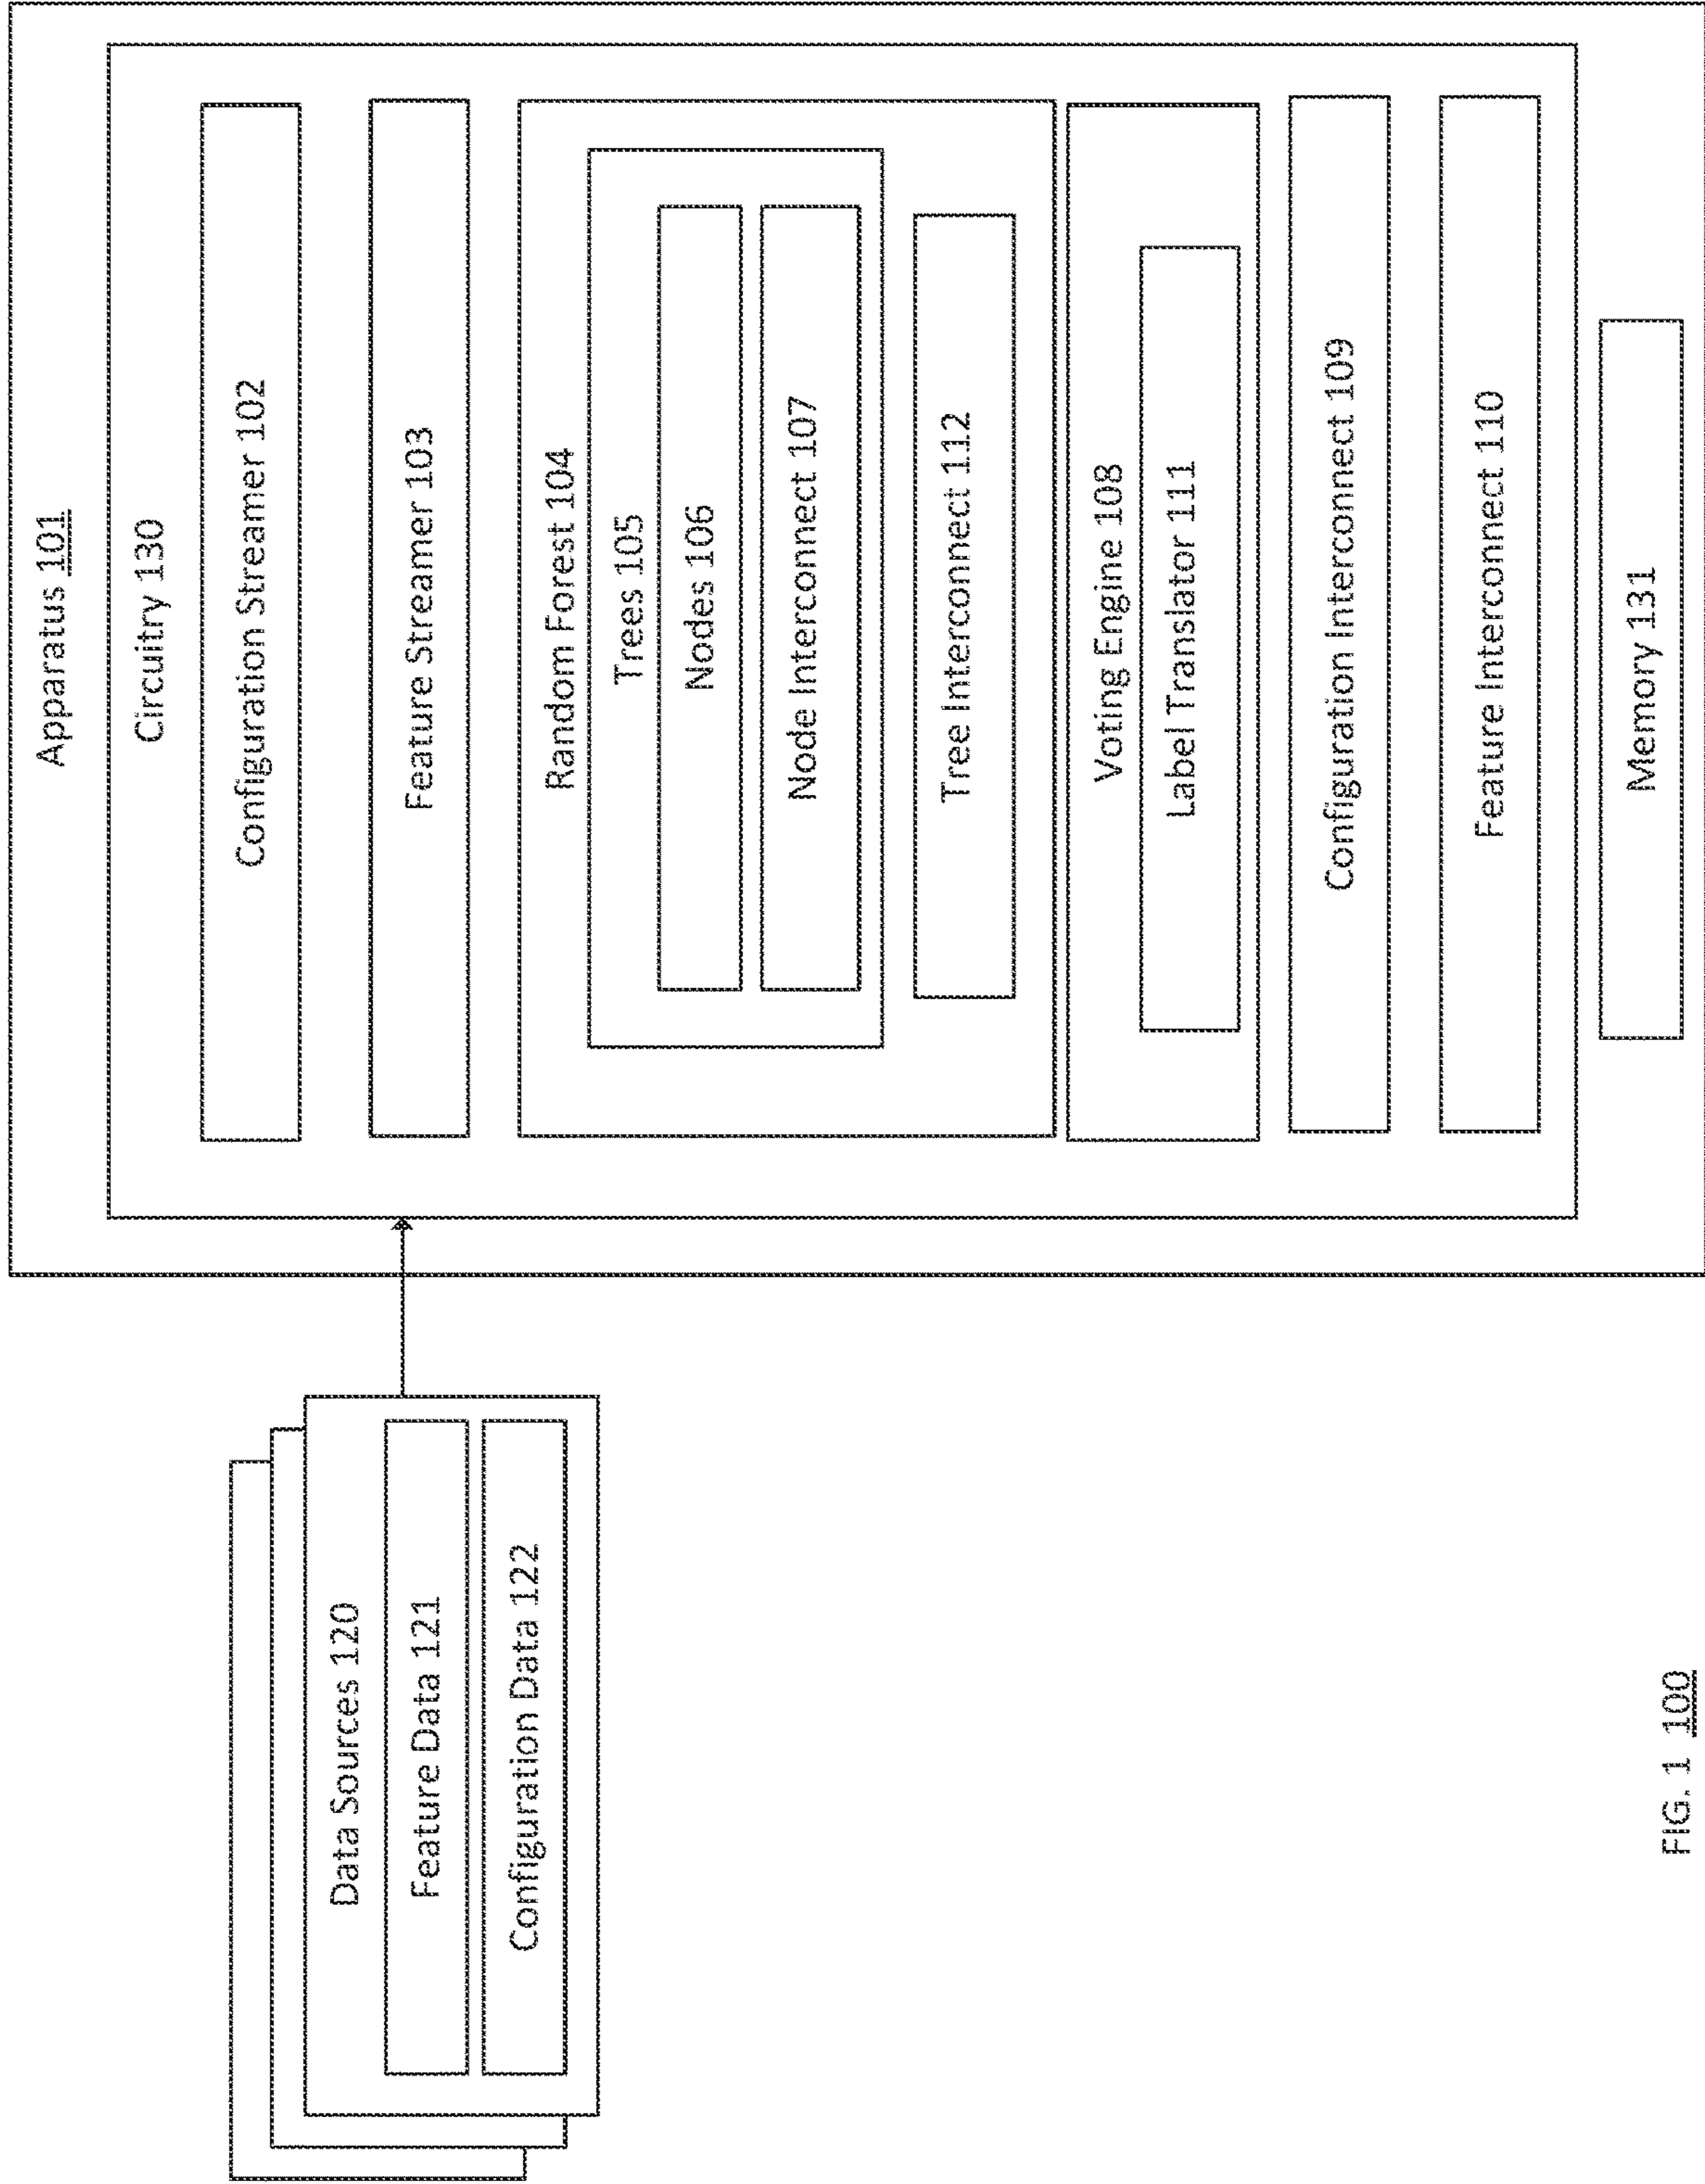 Apparatus 101
Circuitry 130
Configuration Streamer 102
Feature Streamer 103
Random Forest 104
Trees 105
Nodes 106
Node Interconnect 107
Tree Interconnect 112
Voting Engine 108
Label Translator 111
Configuration Interconnect 109
Feature Interconnect 110
Memory 131
Data Sources 120
Feature Data 121
Configuration Data 122
FIG. 1 100